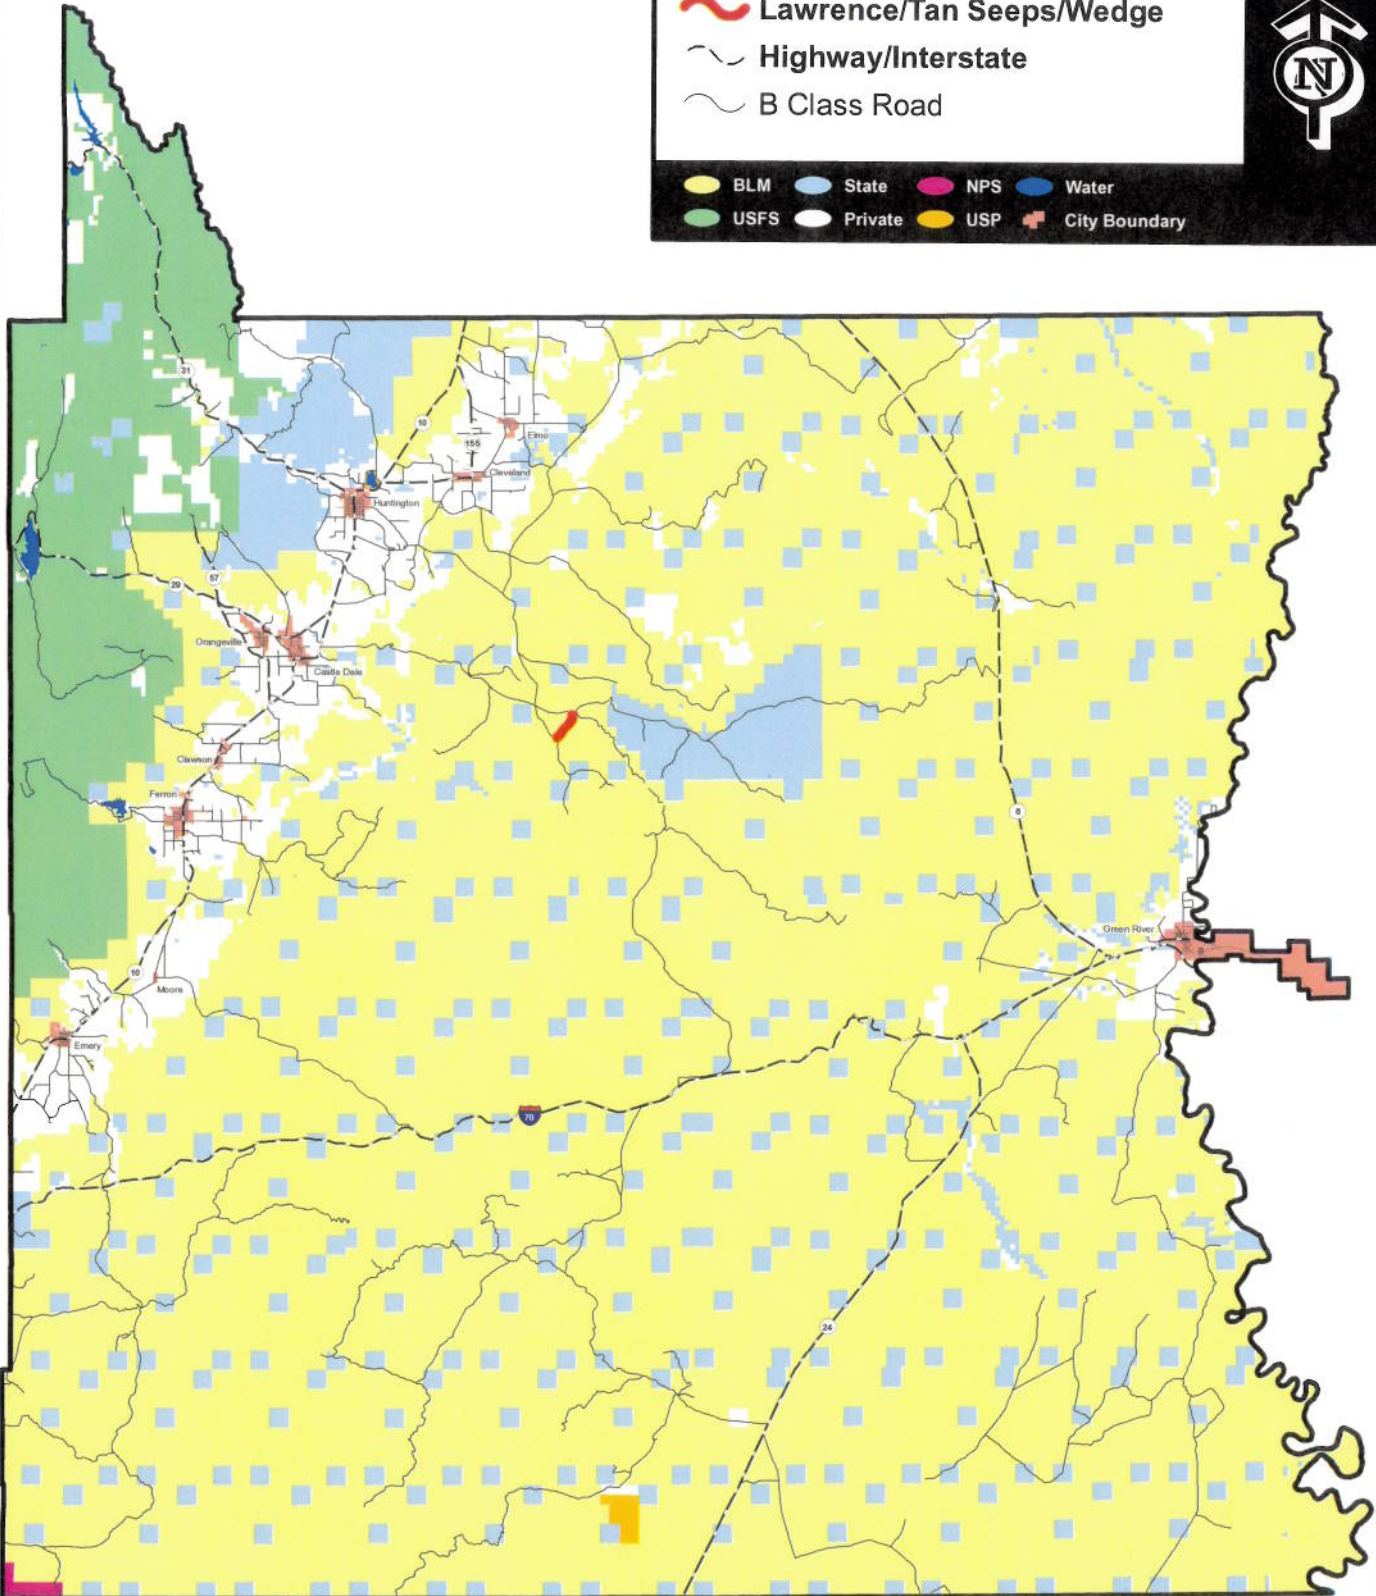 Lawrence/Tan Seeps/Wedge
Highway/Interstate
B Class Road
N
BLM State NPS Water
USFS Private USP City Boundary
31
10
155
Elmo
Cleveland
Huntington
29
57
Orangeville
Castle Dale
Clawson
Ferron
6
Green River
10
Moore
Emery
70
24